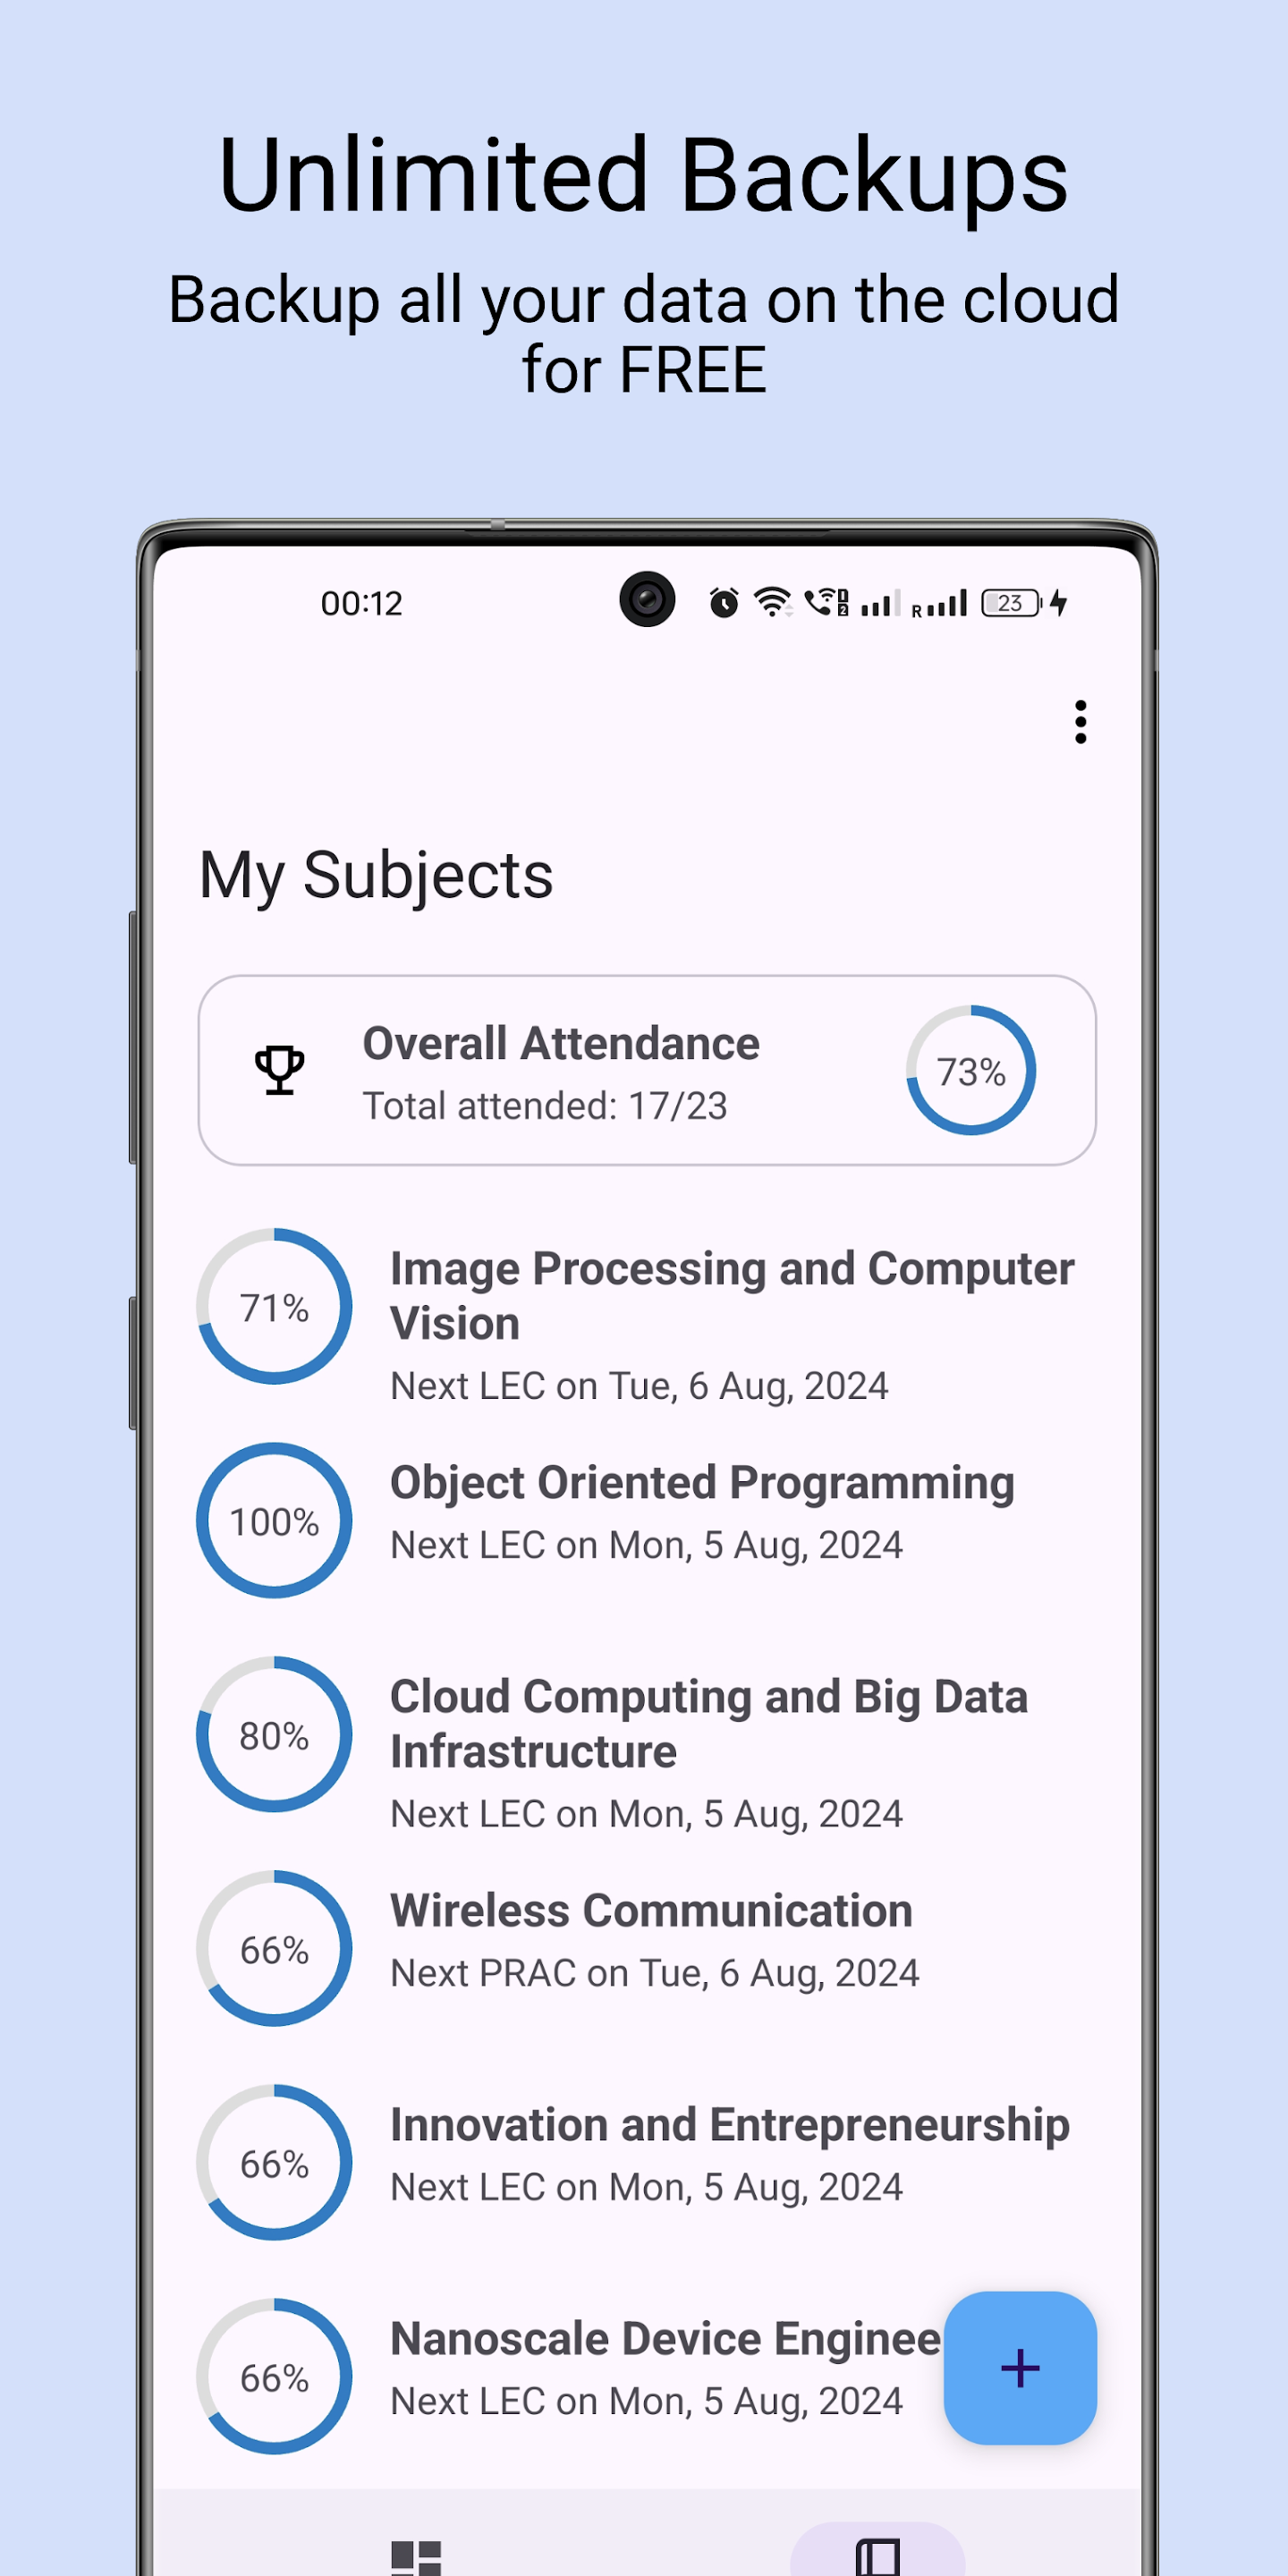 Unlimited Backups
Backup all your data on the cloud
for FREE
00:12
R
23
My Subjects
Overall Attendance
Total attended: 17/23
73%
71%
Image Processing and Computer
Vision
Next LEC on Tue, 6 Aug, 2024
100%
Object Oriented Programming
Next LEC on Mon, 5 Aug, 2024
80%
Cloud Computing and Big Data
Infrastructure
Next LEC on Mon, 5 Aug, 2024
66%
Wireless Communication
Next PRAC on Tue, 6 Aug, 2024
66%
Innovation and Entrepreneurship
Next LEC on Mon, 5 Aug, 2024
66%
Nanoscale Device Enginee
Next LEC on Mon, 5 Aug, 2024
+